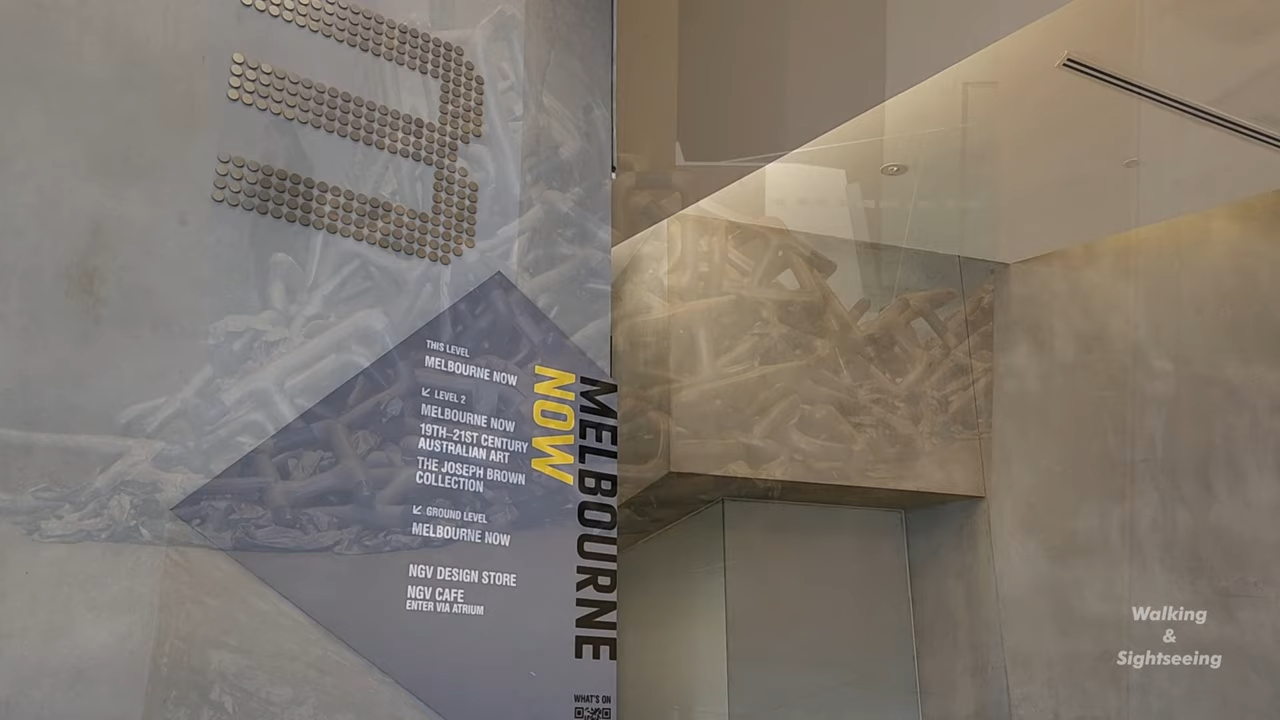 THIS LEVEL
MELBOURNE NOW
LEVEL 2
MELBOURNE NOW
19TH–21ST CENTURY
AUSTRALIAN ART
THE JOSEPH BROWN
COLLECTION
GROUND LEVEL
MELBOURNE NOW
NGV DESIGN STORE
NGV CAFE
ENTER VIA ATRIUM
NOW
MELBOURNE
WHAT'S ON
Walking
&
Sightseeing